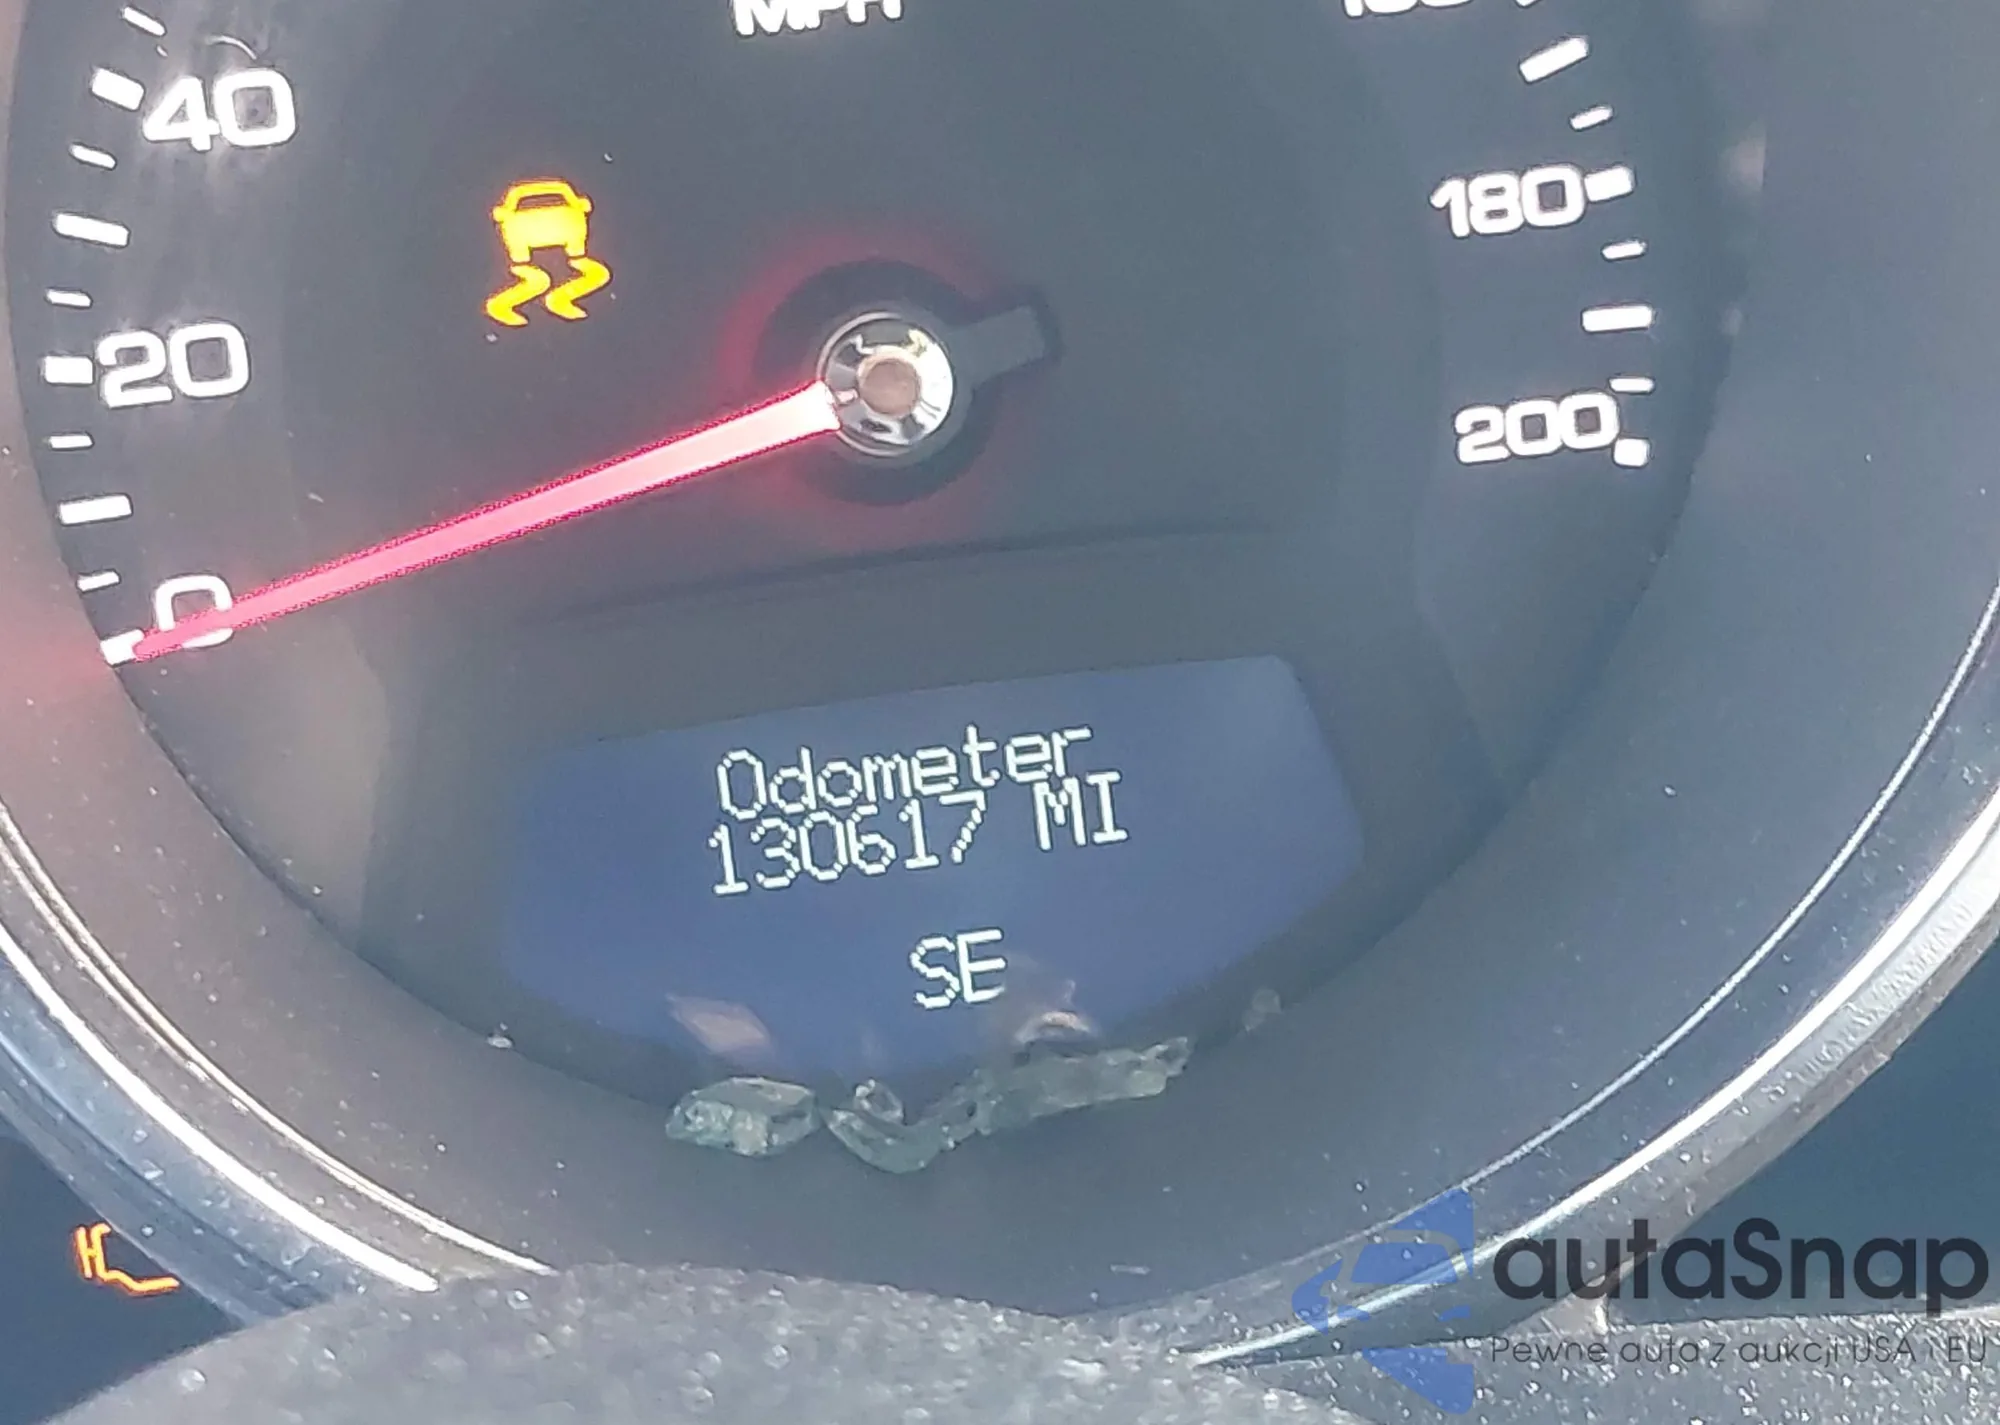 MPH
40
180
20
200
0
Odometer
130617 MI
SE
autaSnap
Pewne auta z aukcji USA i EU